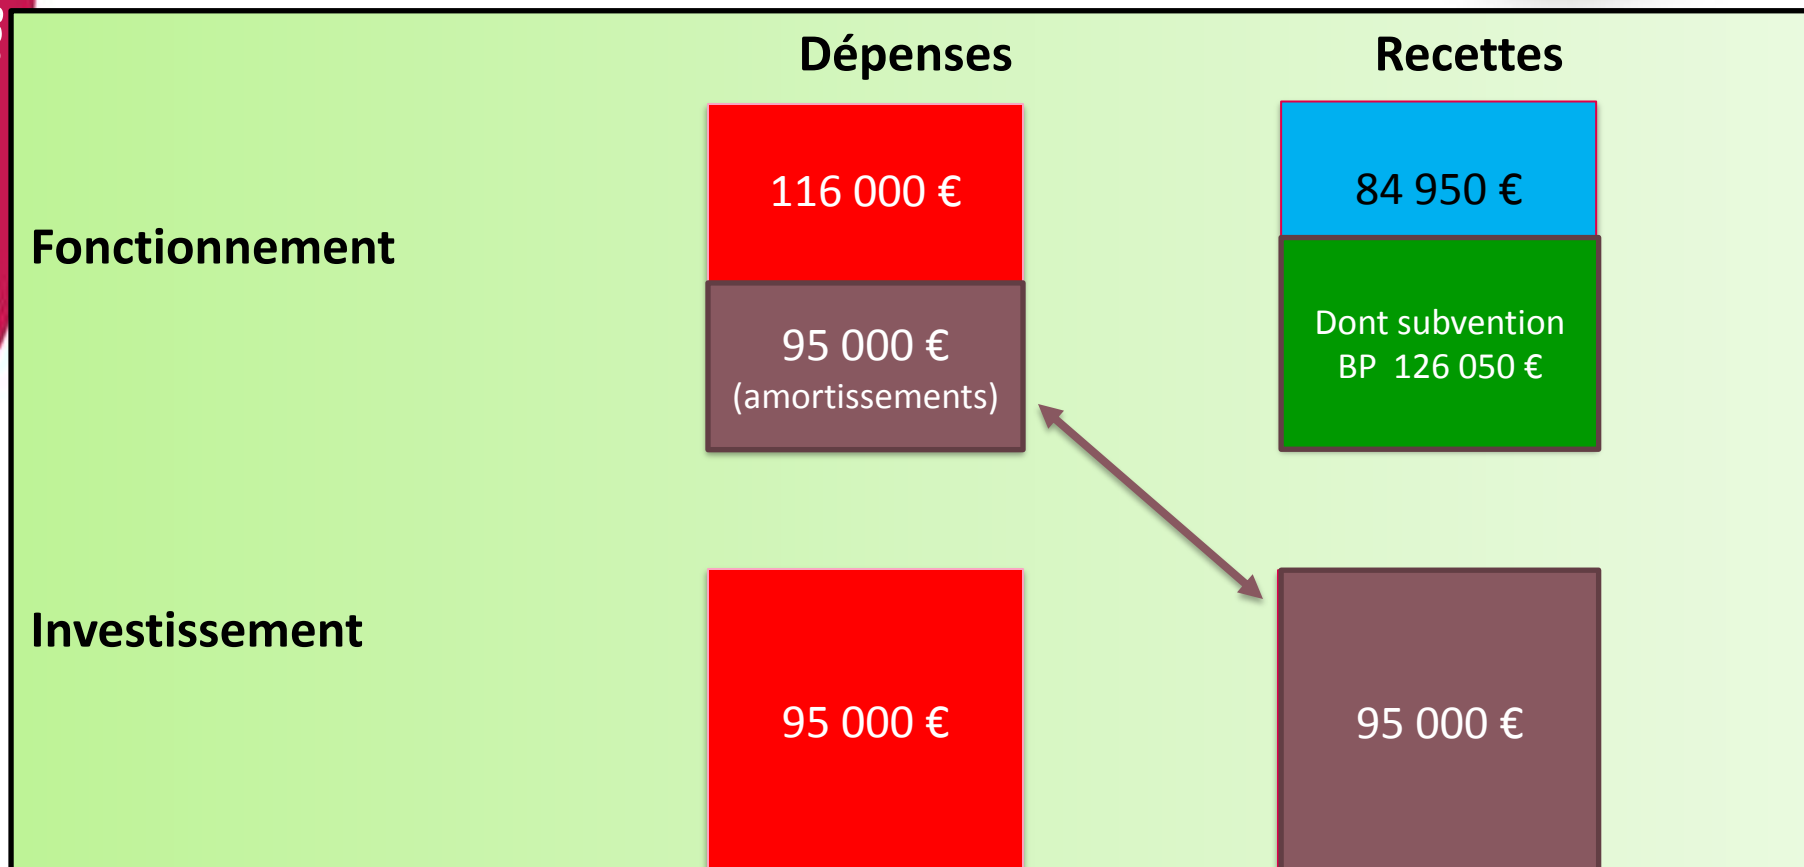 Dépenses
Recettes
116 000 €
84 950 €
Fonctionnement
95 000 €
(amortissements)
Dont subvention
BP 126 050 €
Investissement
95 000 €
95 000 €